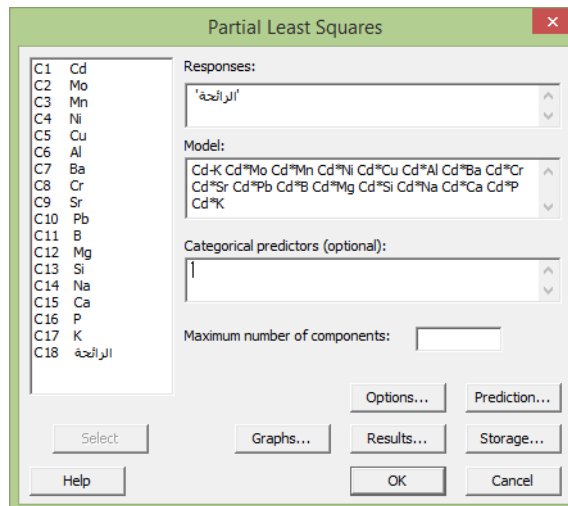 Partial Least Squares
C1 Cd
C2 Mo
C3 Mn
C4 Ni
C5 Cu
C6 Al
C7 Ba
C8 Cr
C9 Sr
C10 Pb
C11 B
C12 Mg
C13 Si
C14 Na
C15 Ca
C16 P
C17 K
C18 الرائحة
Responses:
'الرائحة'
Model:
Cd-K Cd*Mo Cd*Mn Cd*Ni Cd*Cu Cd*Al Cd*Ba Cd*Cr
Cd*Sr Cd*Pb Cd*B Cd*Mg Cd*Si Cd*Na Cd*Ca Cd*P
Cd*K
Categorical predictors (optional):
Maximum number of components:
Options... Prediction...
Select Graphs... Results... Storage...
Help OK Cancel